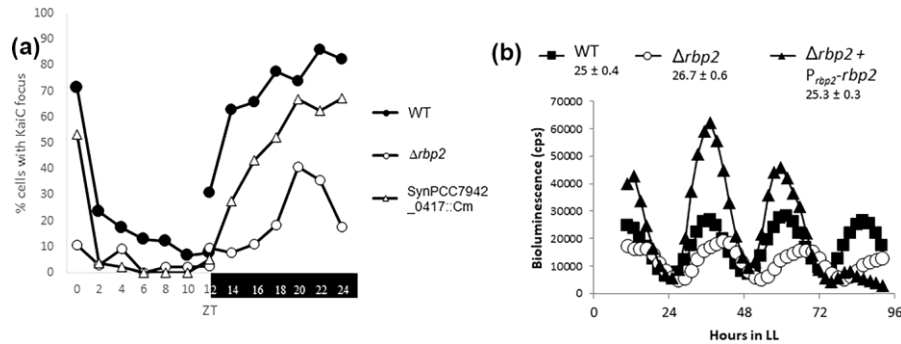 (a)
100
90
80
70
60
50
40
30
20
10
0
% cells with KaiC focus
0 2 4 6 8 10 12 14 16 18 20 22 24
ZT
WT
Δrbp2
SynPCC7942
_0417::Cm
(b)
WT
25 ± 0.4
Δrbp2
26.7 ± 0.6
Δrbp2 +
Prbp2-rbp2
25.3 ± 0.3
70000
60000
50000
40000
30000
20000
10000
0
Bioluminescence (cps)
0 24 48 72 96
Hours in LL